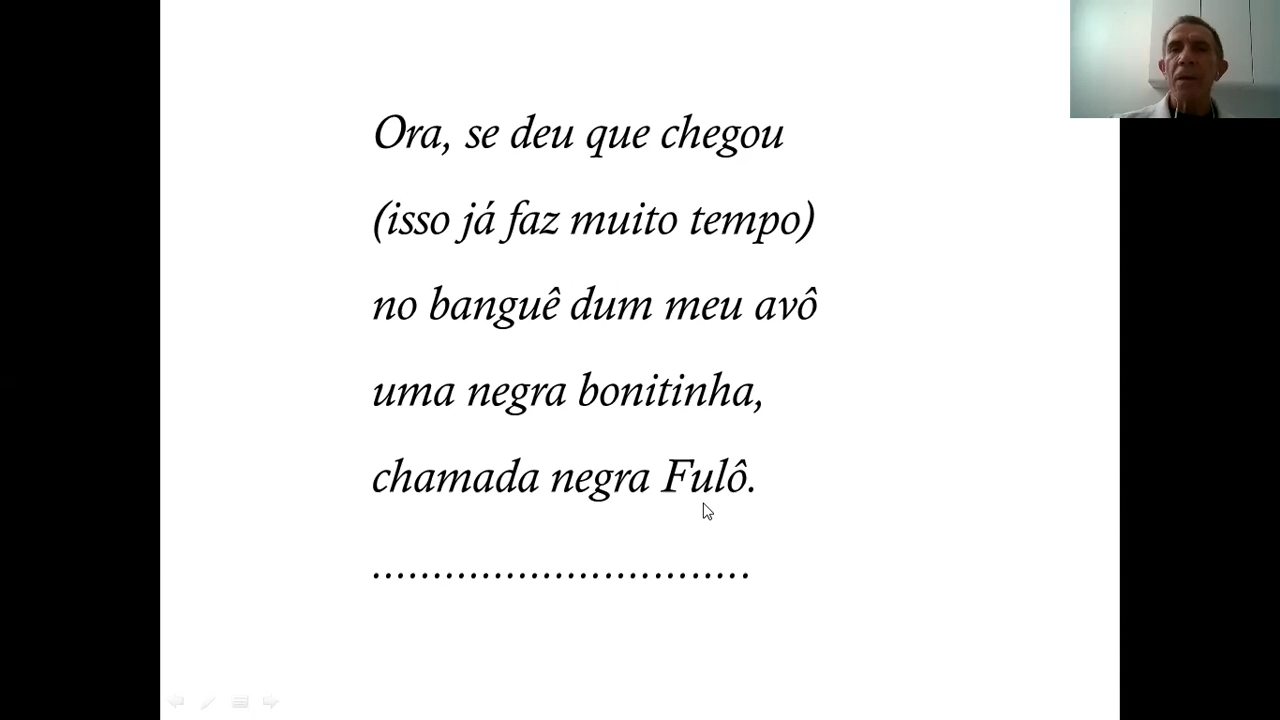 Ora, se deu que chegou
(isso já faz muito tempo)
no banguê dum meu avô
uma negra bonitinha,
chamada negra Fulô.
...............................